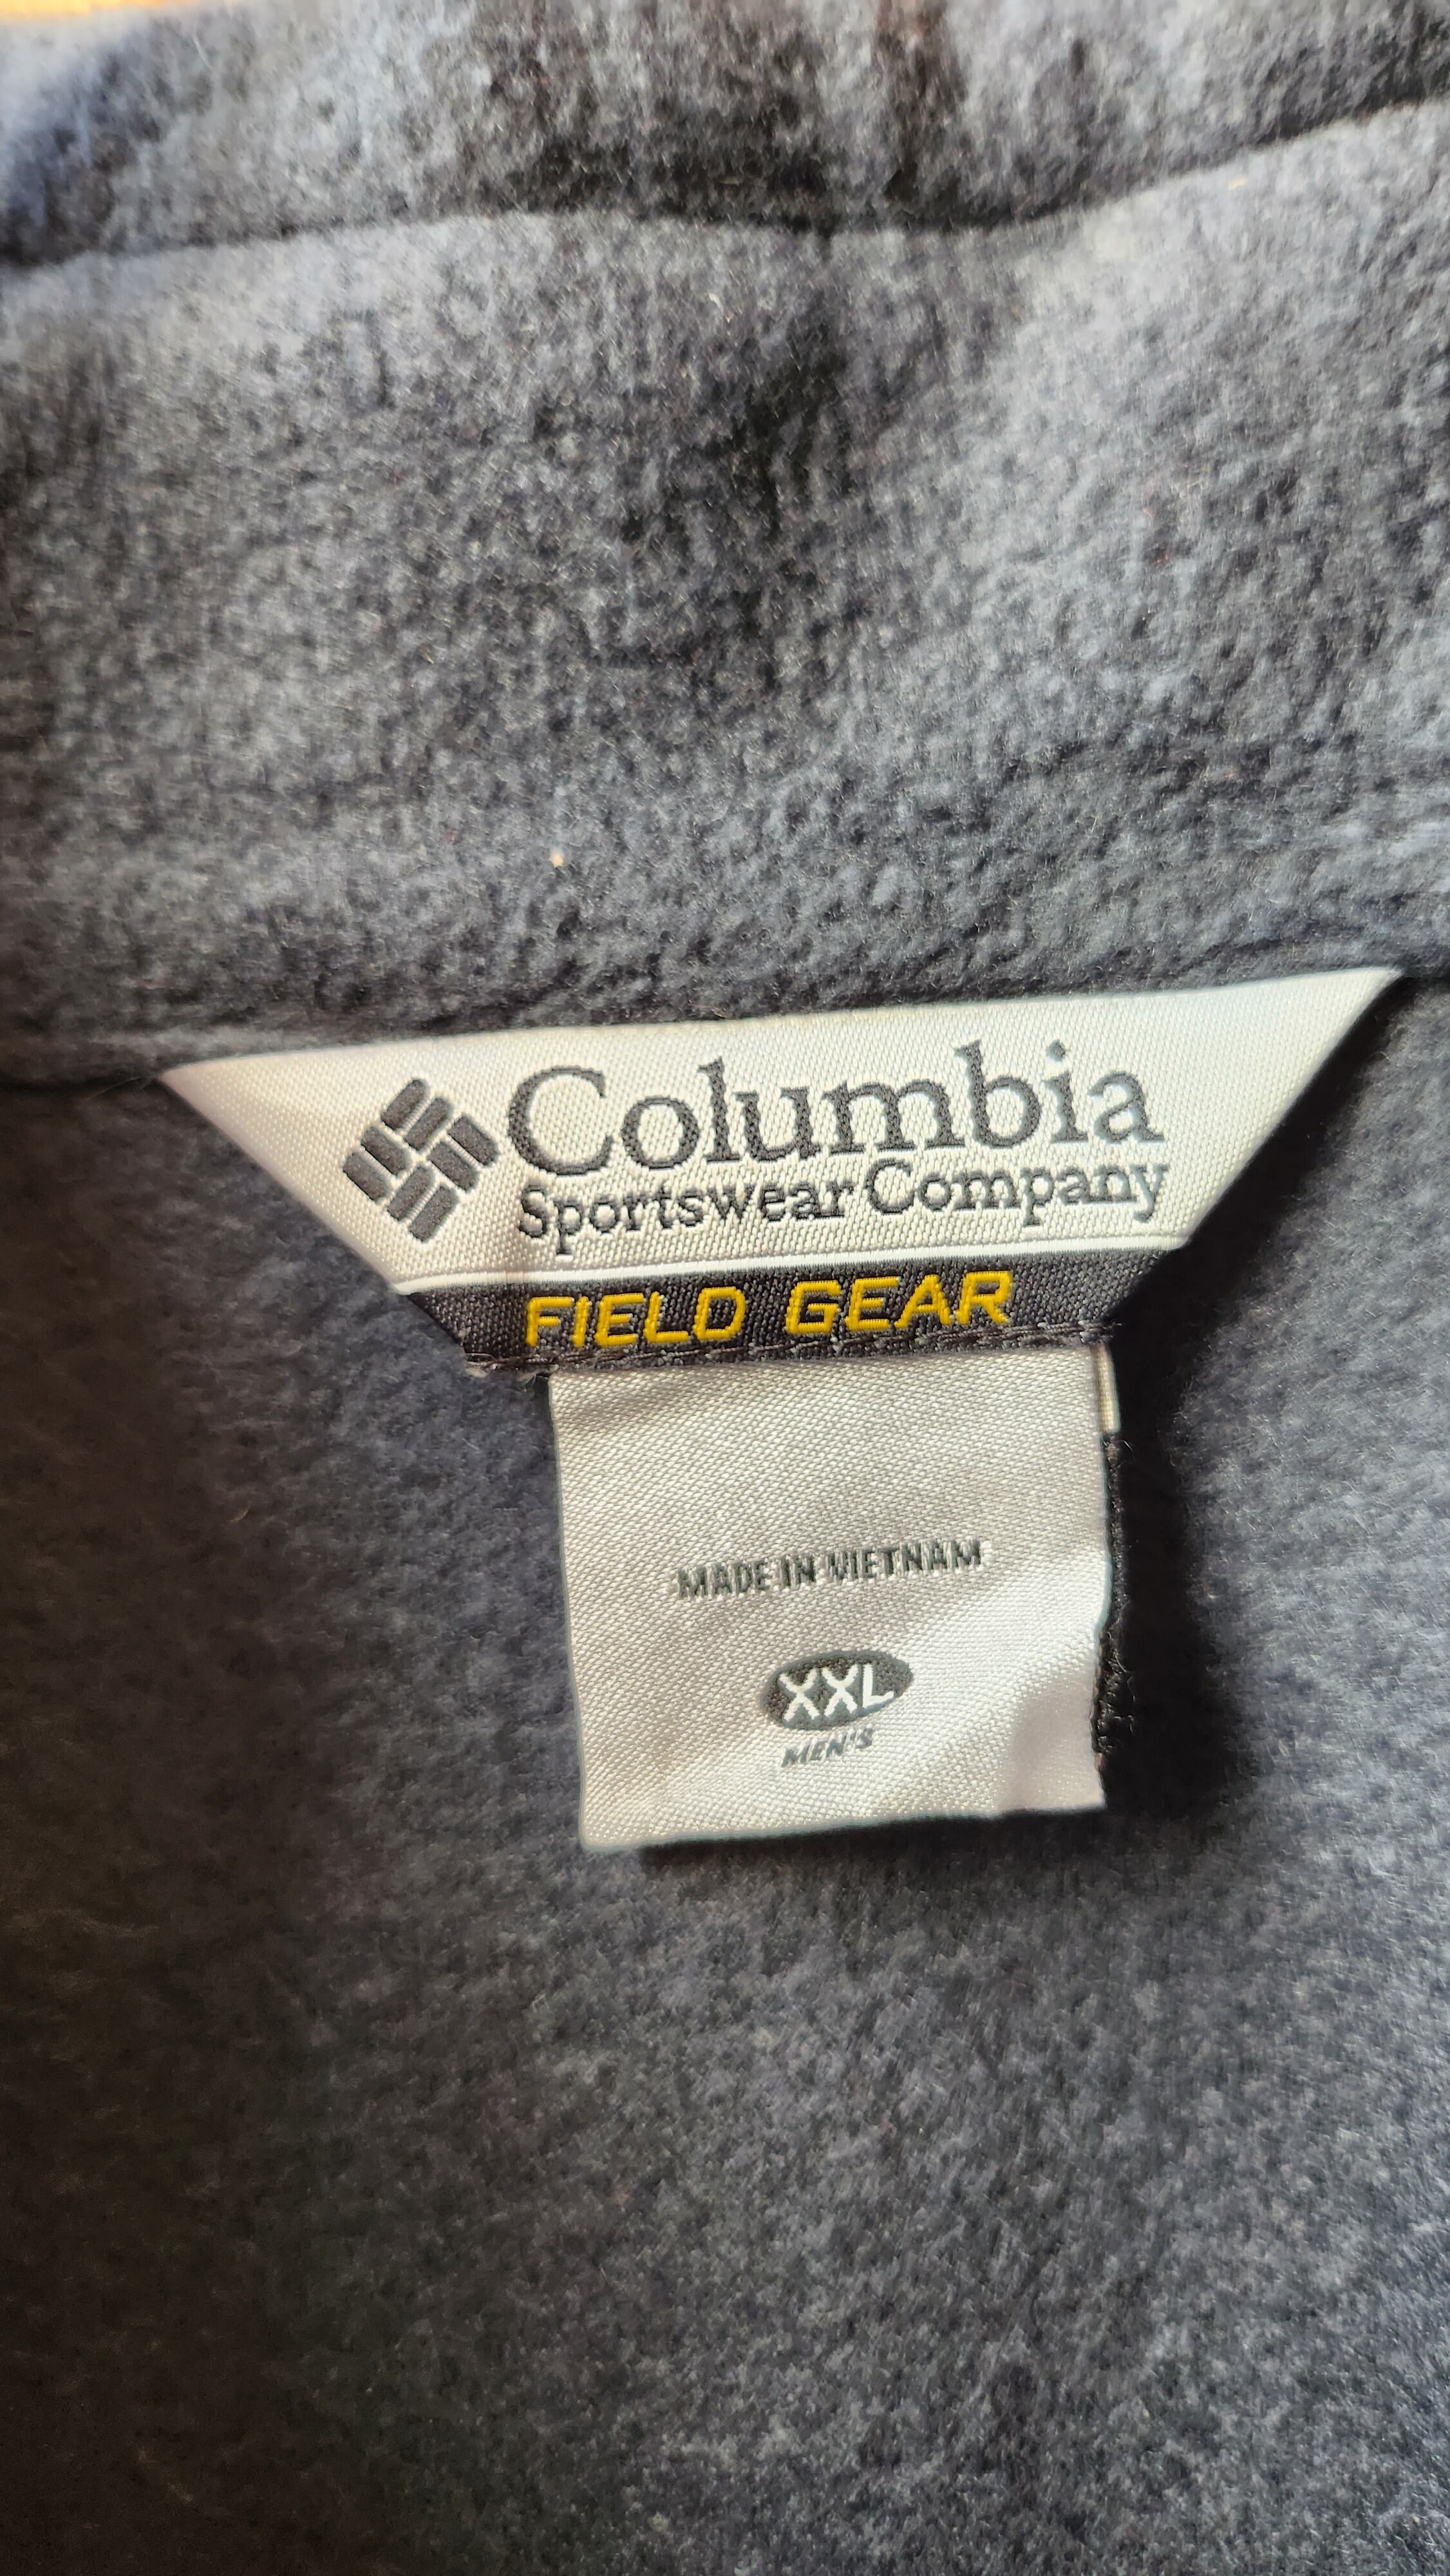 Columbia
Sportswear Company
FIELD GEAR
MADE IN VIETNAM
XXL
MEN'S